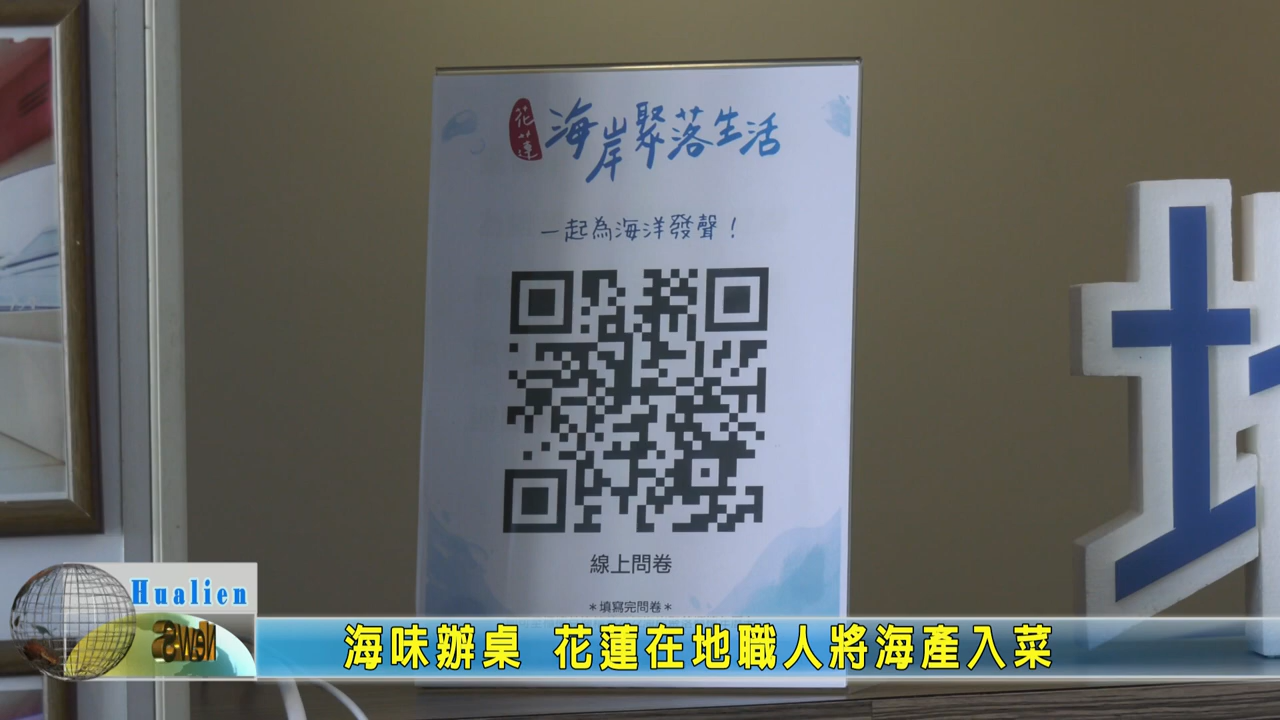 花蓮 海岸聚落生活
一起為海洋發聲！
線上問卷
＊填寫完問卷＊
Hualien
News
海味辦桌 花蓮在地職人將海產入菜